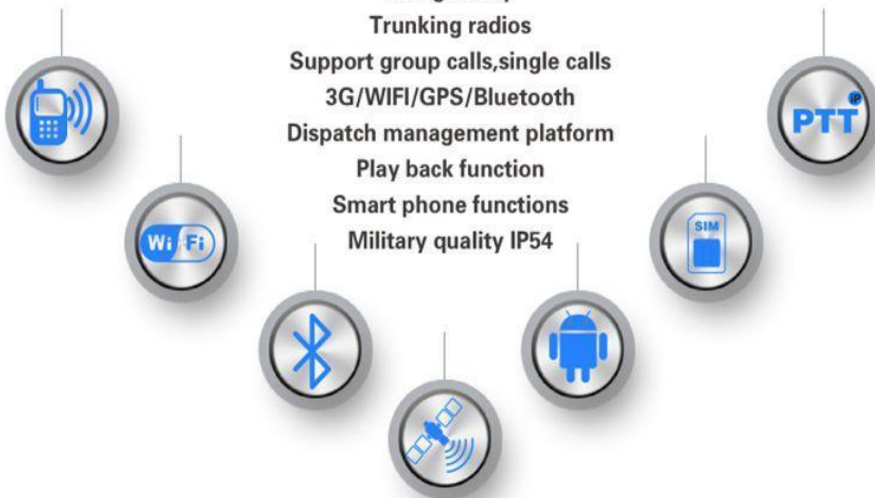 Trunking radios
Support group calls,single calls
3G/WIFI/GPS/Bluetooth
Dispatch management platform
Play back function
Smart phone functions
Military quality IP54
PTT
IP
SIM
Wi Fi